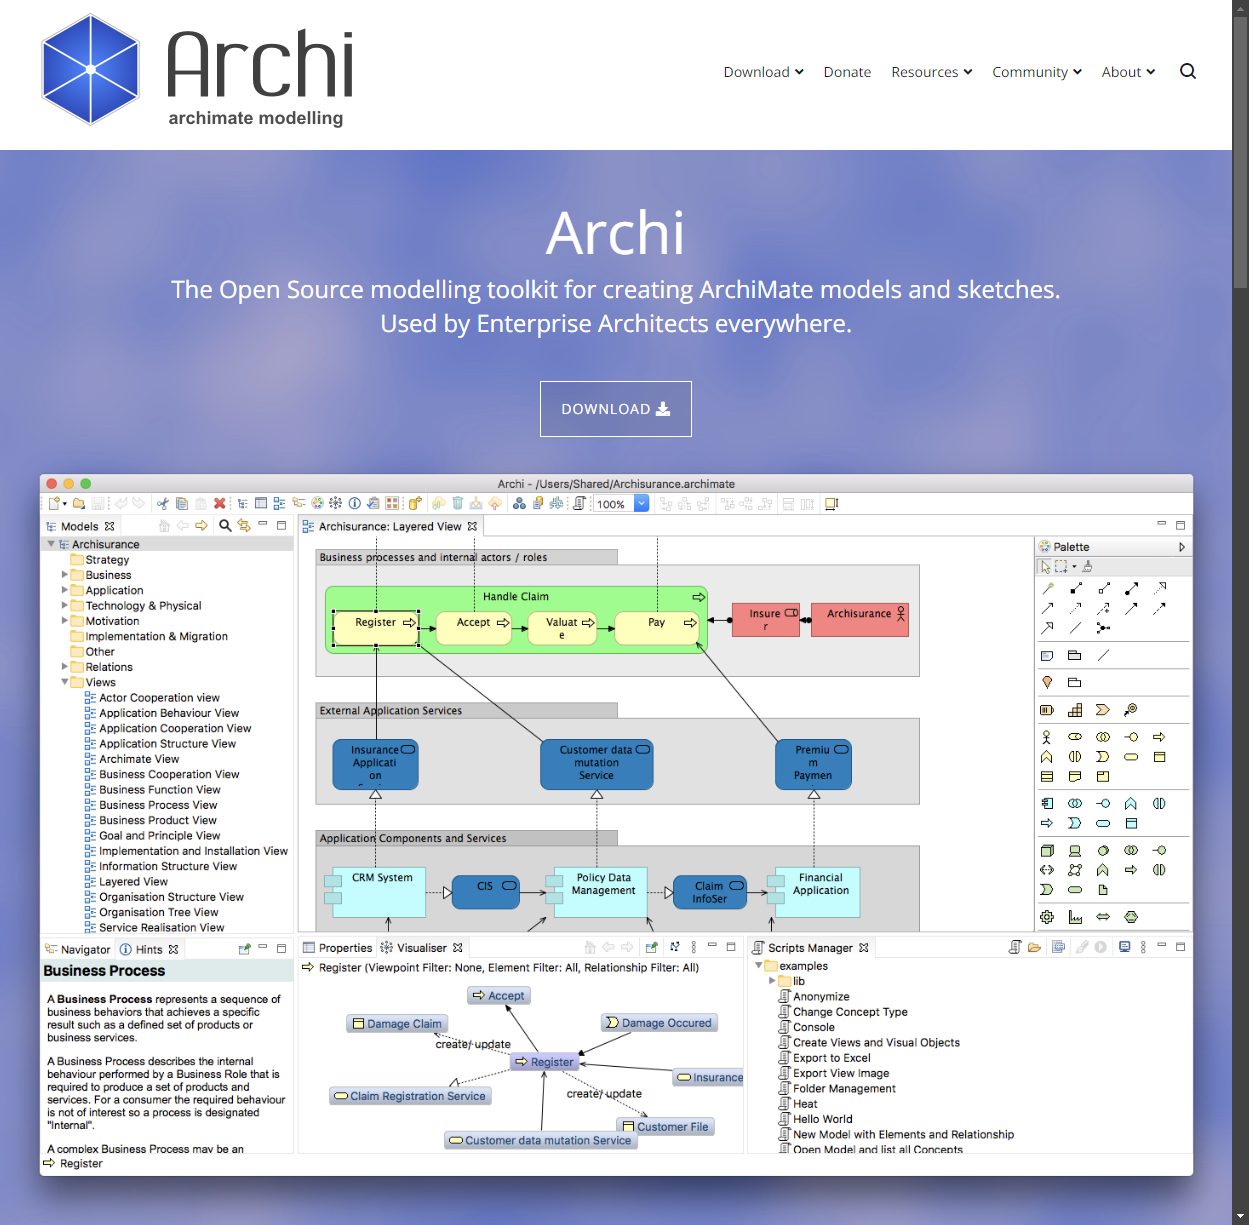 Archi
archimate modelling
Download Donate Resources Community About
Archi
The Open Source modelling toolkit for creating ArchiMate models and sketches.
Used by Enterprise Architects everywhere.
DOWNLOAD
Archi - /Users/Shared/Archisurance.archimate
100%
Models
Archisurance
Strategy
Business
Application
Technology & Physical
Motivation
Implementation & Migration
Other
Relations
Views
Actor Cooperation view
Application Behaviour View
Application Cooperation View
Application Structure View
Archimate View
Business Cooperation View
Business Function View
Business Process View
Business Product View
Goal and Principle View
Implementation and Installation View
Information Structure View
Layered View
Organisation Structure View
Organisation Tree View
Service Realisation View
Archisurance: Layered View
Business processes and internal actors / roles
Handle Claim
Register
Accept
Valuat
e
Pay
Insure
r
Archisurance
External Application Services
Insurance
Applicati
on
Customer data
mutation
Service
Premiu
m
Paymen
Application Components and Services
CRM System
CIS
Policy Data
Management
Claim
InfoSer
Financial
Application
Palette
Navigator Hints
Business Process
A Business Process represents a sequence of
business behaviors that achieves a specific
result such as a defined set of products or
business services.
A Business Process describes the internal
behaviour performed by a Business Role that is
required to produce a set of products and
services. For a consumer the required behaviour
is not of interest so a process is designated
"Internal".
A complex Business Process may be an
Register
Properties Visualiser
Register (Viewpoint Filter: None, Element Filter: All, Relationship Filter: All)
Accept
Damage Claim
Damage Occured
create/ update
Register
Insurance
Claim Registration Service
create/ update
Customer File
Customer data mutation Service
Scripts Manager
examples
lib
Anonymize
Change Concept Type
Console
Create Views and Visual Objects
Export to Excel
Export View Image
Folder Management
Heat
Hello World
New Model with Elements and Relationship
Open Model and list all Concepts